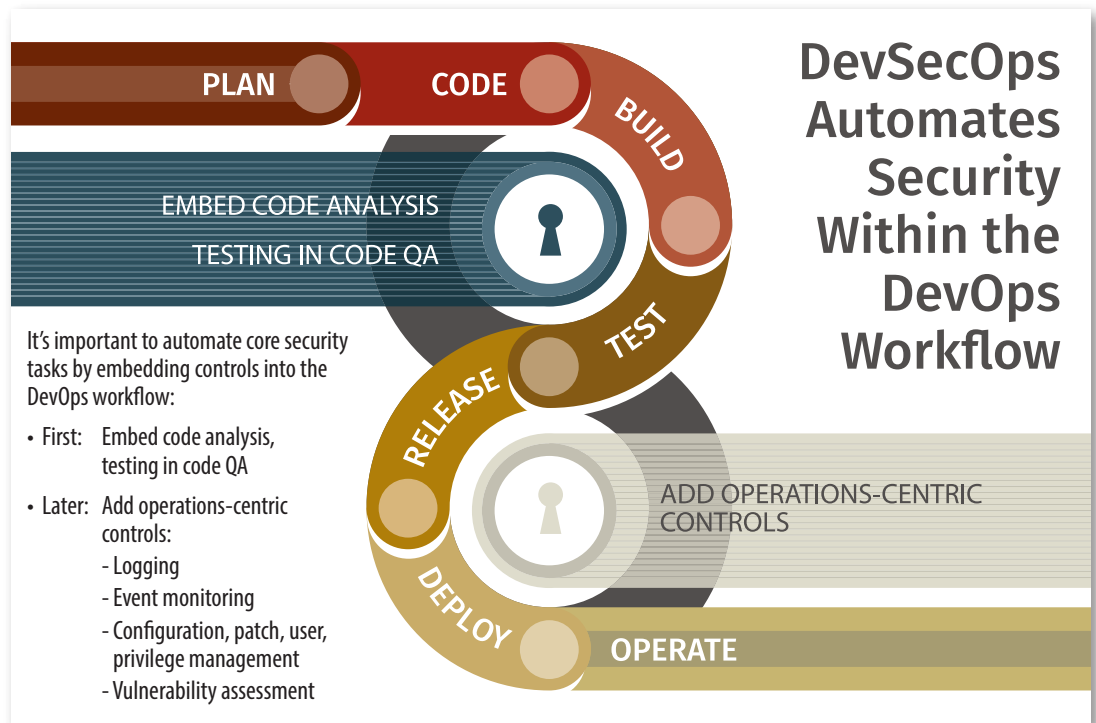 DevSecOps
Automates
Security
Within the
DevOps
Workflow
PLAN
CODE
BUILD
TEST
RELEASE
DEPLOY
OPERATE
EMBED CODE ANALYSIS
TESTING IN CODE QA
It’s important to automate core security
tasks by embedding controls into the
DevOps workflow:
• First: Embed code analysis,
testing in code QA
• Later: Add operations-centric
controls:
- Logging
- Event monitoring
- Configuration, patch, user,
privilege management
- Vulnerability assessment
ADD OPERATIONS-CENTRIC
CONTROLS